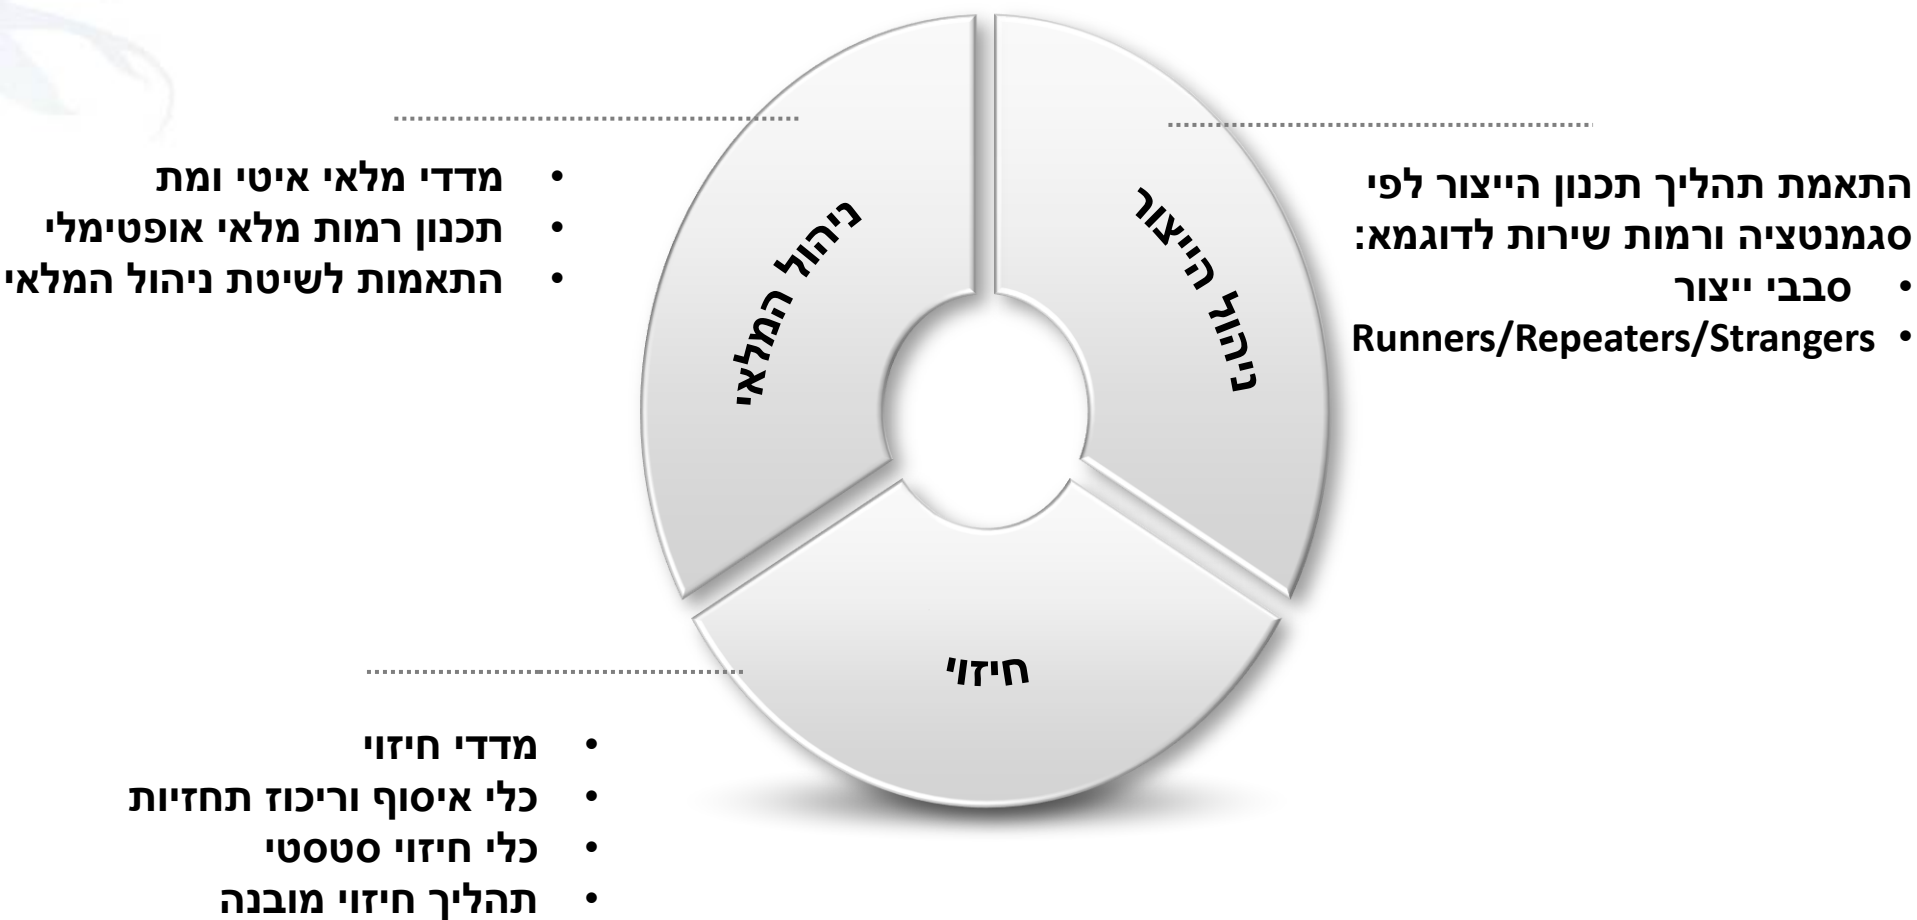 התאמת תהליך תכנון הייצור לפי
סגמנטציה ורמות שירות לדוגמא:
• סבבי ייצור
• Runners/Repeaters/Strangers
ניהול הייצור
ניהול המלאי
• מדדי מלאי איטי ומת
• תכנון רמות מלאי אופטימלי
• התאמות לשיטת ניהול המלאי
חיזוי
• מדדי חיזוי
• כלי איסוף וריכוז תחזיות
• כלי חיזוי סטסטי
• תהליך חיזוי מובנה